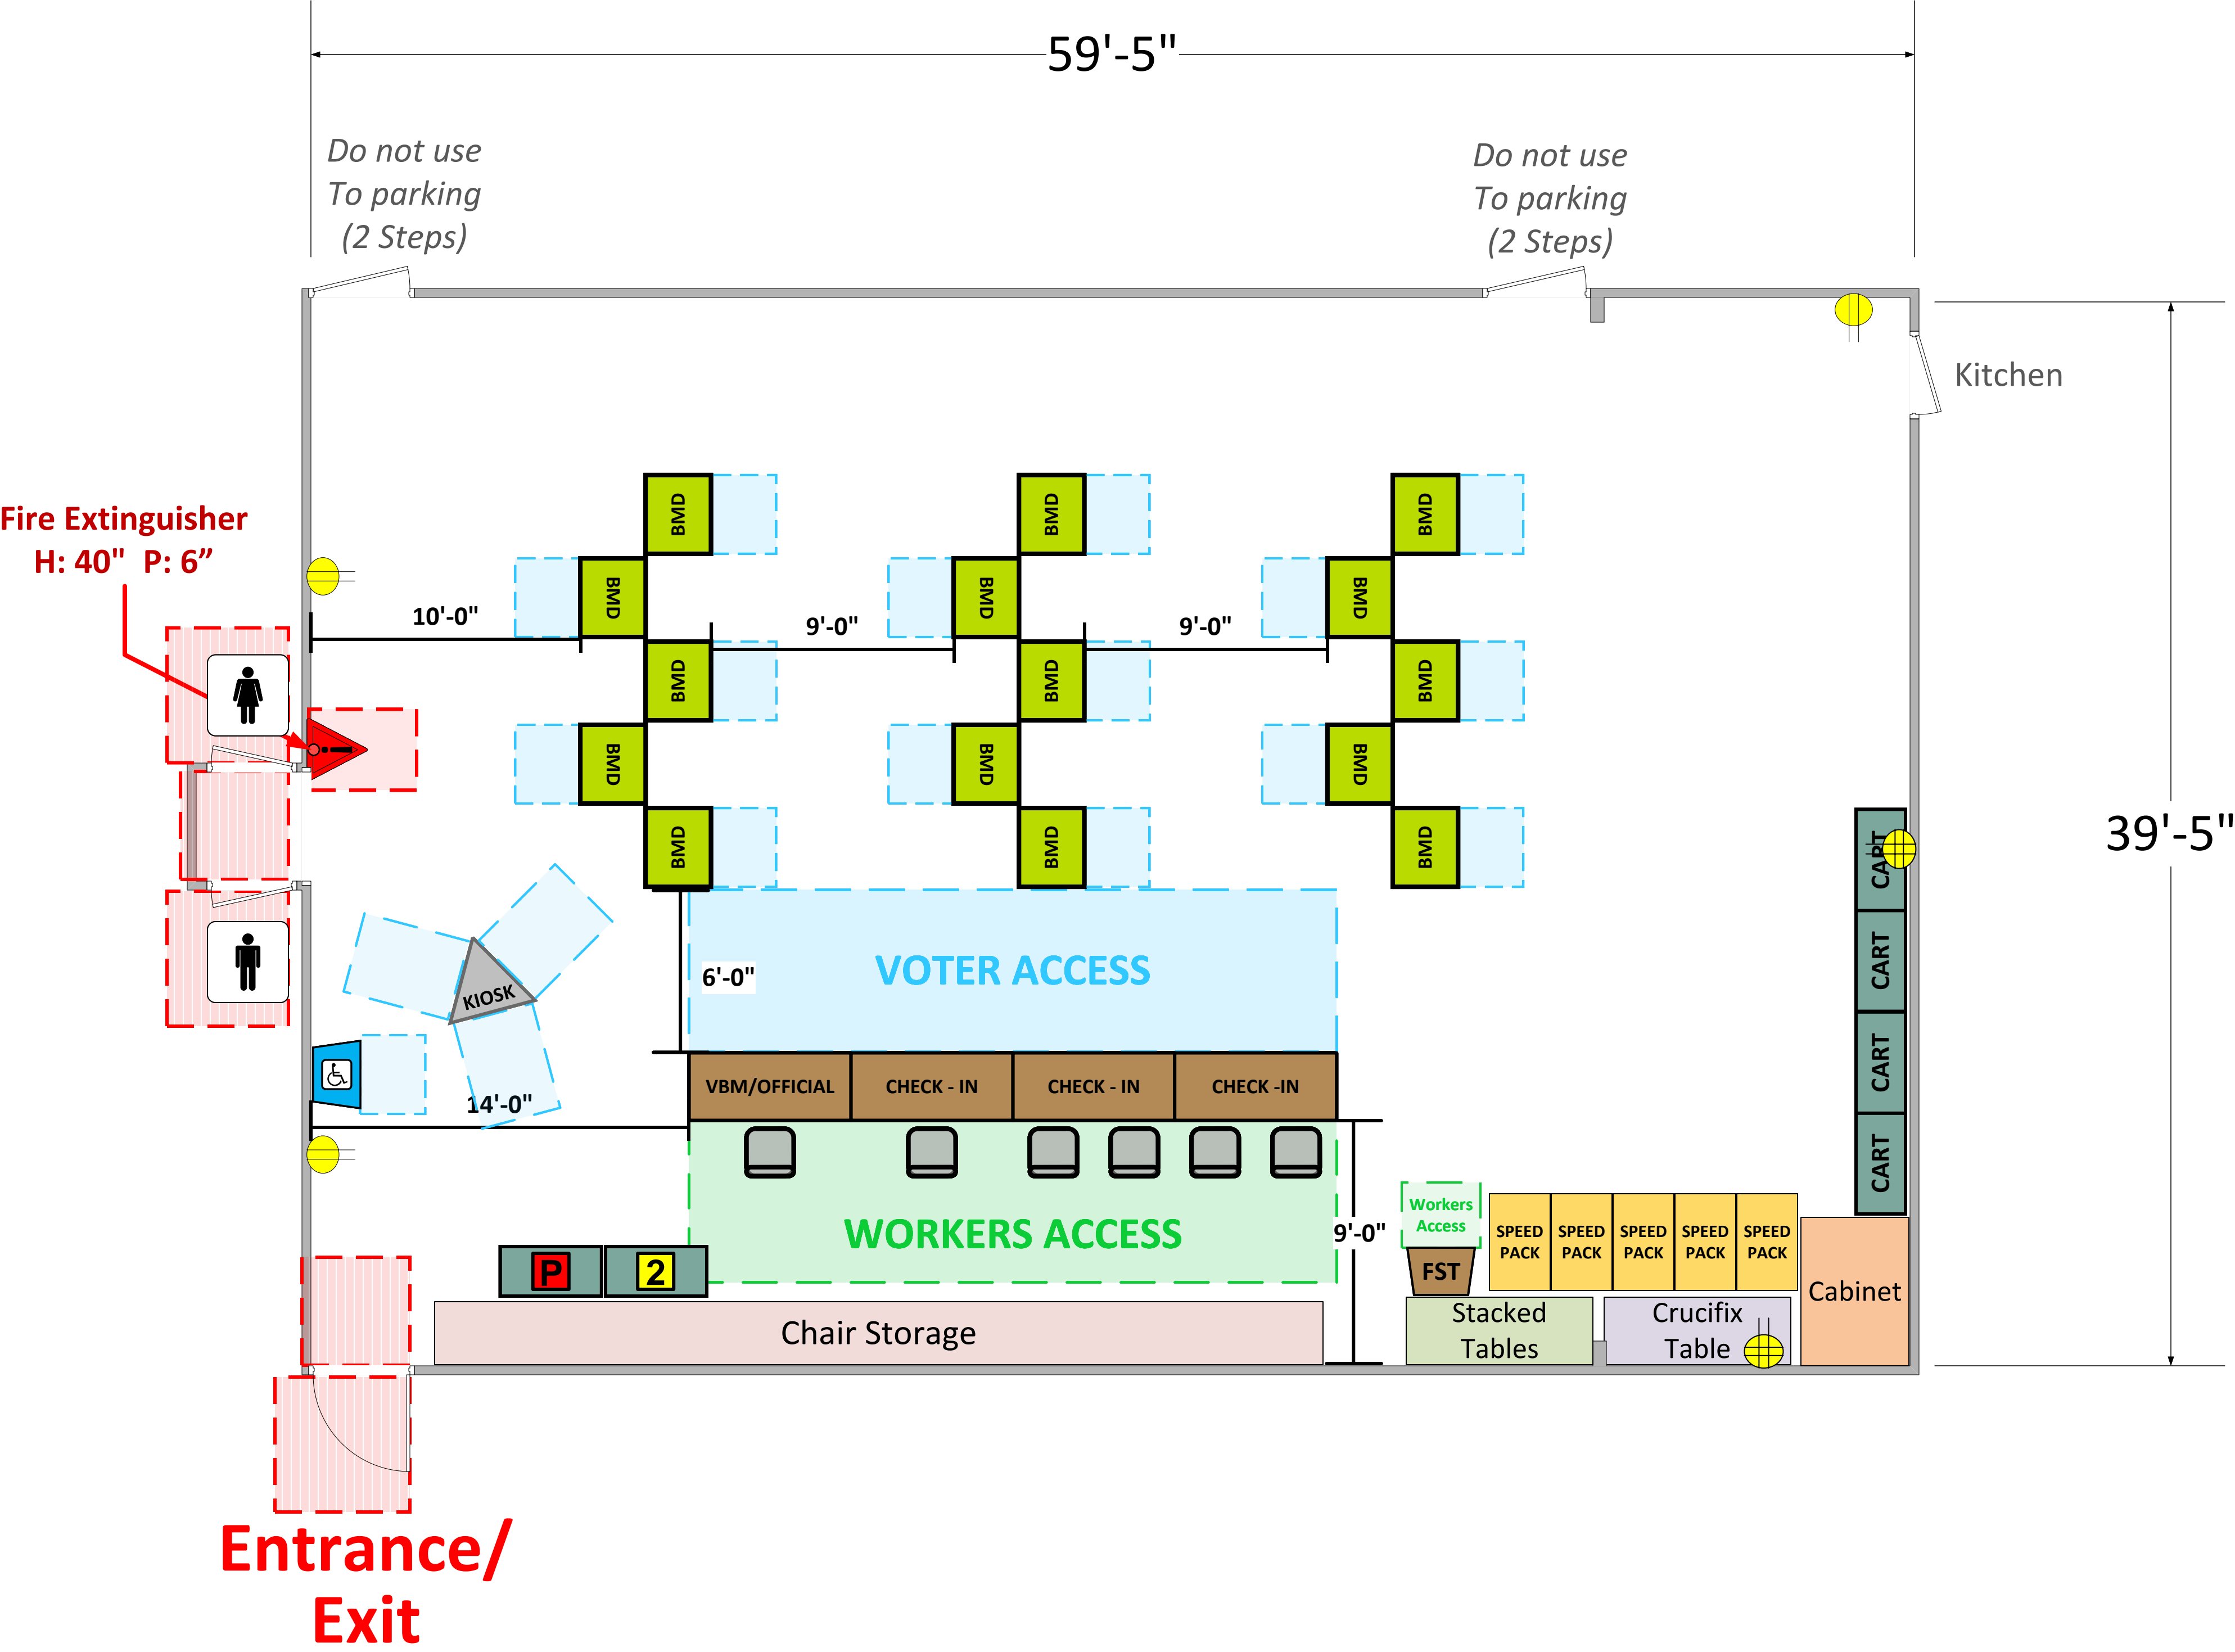 59'-5"
Do not use
To parking
(2 Steps)
Do not use
To parking
(2 Steps)
Kitchen
Fire Extinguisher
H: 40"  P: 6”
BMD
BMD
BMD
BMD
BMD
BMD
10'-0"
9'-0"
9'-0"
BMD
BMD
BMD
BMD
BMD
BMD
BMD
BMD
BMD
39'-5"
CART
CART
CART
CART
KIOSK
6'-0"
VOTER ACCESS
VBM/OFFICIAL
CHECK - IN
CHECK - IN
CHECK -IN
14'-0"
WORKERS ACCESS
9'-0"
Workers
Access
FST
SPEED
PACK
SPEED
PACK
SPEED
PACK
SPEED
PACK
SPEED
PACK
P
2
Chair Storage
Stacked
Tables
Crucifix
Table
Cabinet
Entrance/
Exit